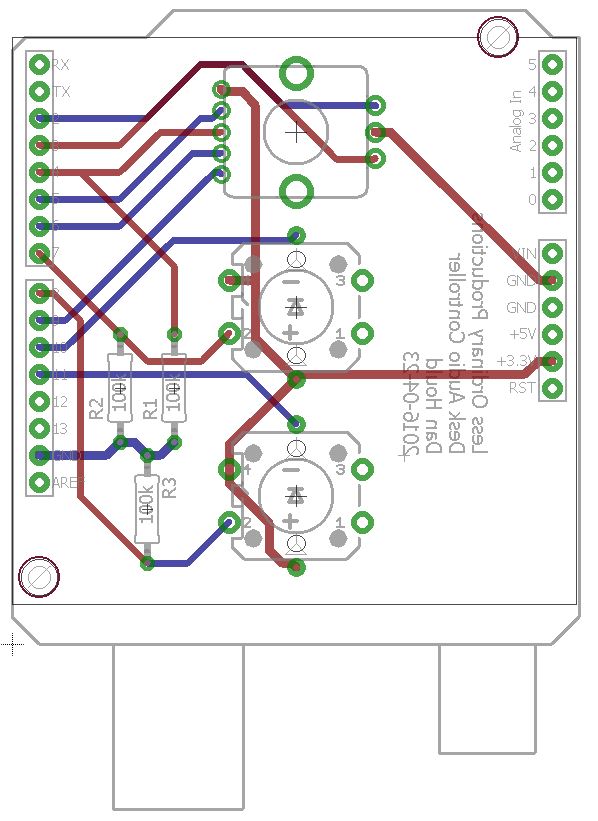 RX
TX
2
3
4
5
6
7
8
9
10
11
12
13
GND
AREF
5
4
3
2
1
0
Analog In
VIN
GND
GND
+5V
+3.3V
RST
4
3
2
1
4
3
2
1
R2
100k
R1
100k
R3
100k
+2016-04-23
Dan Hould
Desk Audio Controller
Less Ordinary Productions